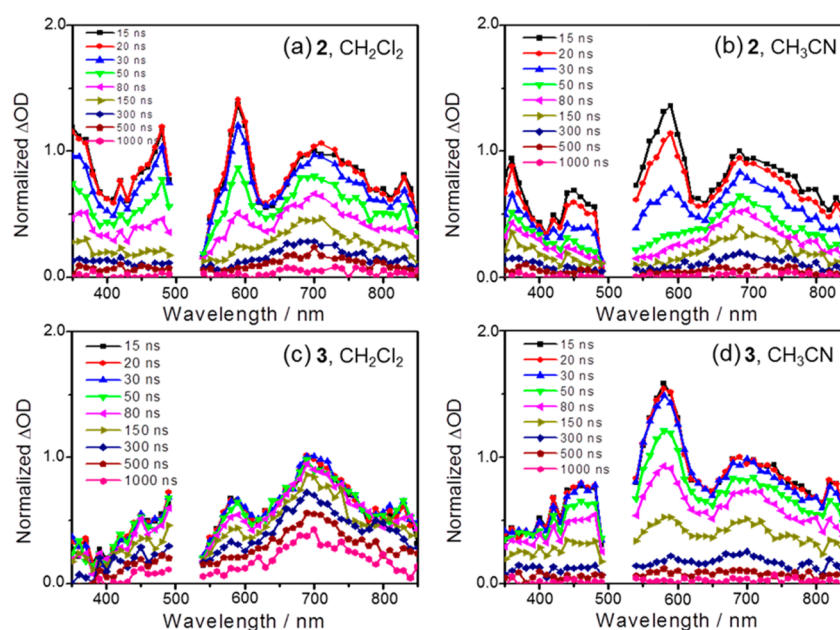 (a) 2, CH2Cl2
15 ns
20 ns
30 ns
50 ns
80 ns
150 ns
300 ns
500 ns
1000 ns
2.0
1.0
0.0
Normalized ΔOD
400 500 600 700 800
Wavelength / nm
(b) 2, CH3CN
15 ns
20 ns
30 ns
50 ns
80 ns
150 ns
300 ns
500 ns
1000 ns
2.0
1.0
0.0
Normalized ΔOD
400 500 600 700 800
Wavelength / nm
(c) 3, CH2Cl2
15 ns
20 ns
30 ns
50 ns
80 ns
150 ns
300 ns
500 ns
1000 ns
2.0
1.0
0.0
Normalized ΔOD
400 500 600 700 800
Wavelength / nm
(d) 3, CH3CN
15 ns
20 ns
30 ns
50 ns
80 ns
150 ns
300 ns
500 ns
1000 ns
2.0
1.0
0.0
Normalized ΔOD
400 500 600 700 800
Wavelength / nm